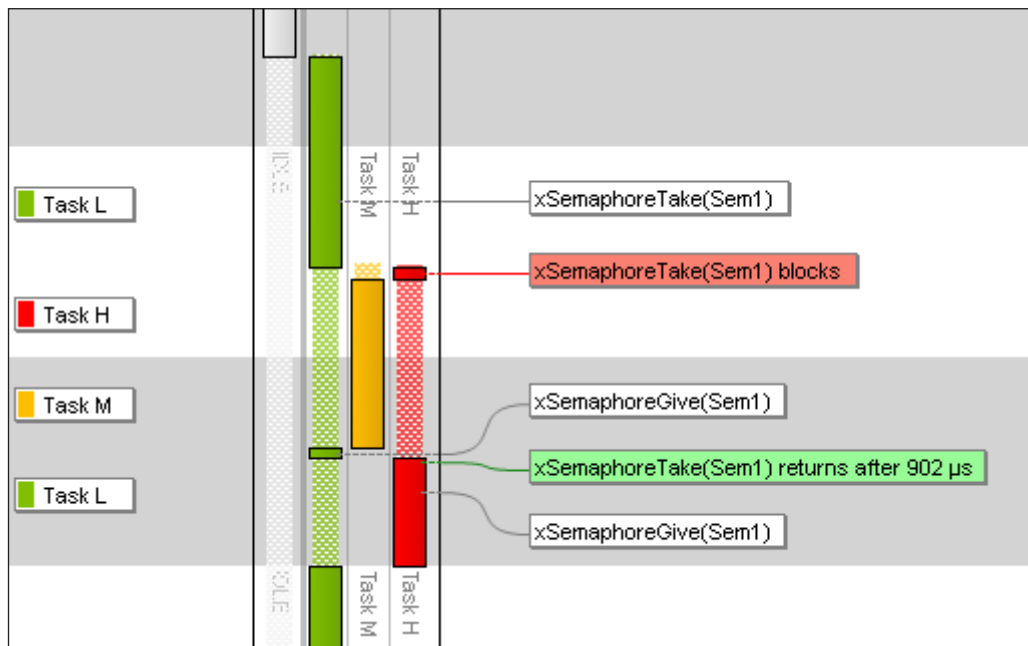 IDLE
Task M
Task H
Task L
xSemaphoreTake(Sem1)
xSemaphoreTake(Sem1) blocks
Task H
Task M
xSemaphoreGive(Sem1)
xSemaphoreTake(Sem1) returns after 902 µs
Task L
xSemaphoreGive(Sem1)
IDLE
Task M
Task H